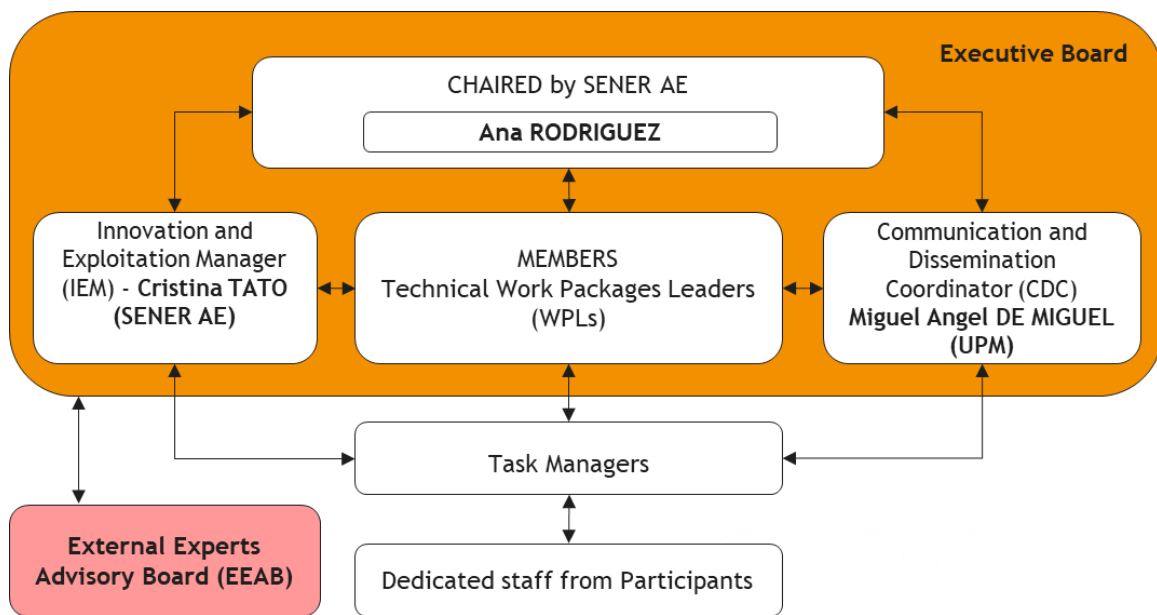 Executive Board
CHAIRED by SENER AE
Ana RODRIGUEZ
Innovation and
Exploitation Manager
(IEM) - Cristina TATO
(SENER AE)
MEMBERS
Technical Work Packages Leaders
(WPLs)
Communication and
Dissemination
Coordinator (CDC)
Miguel Angel DE MIGUEL
(UPM)
Task Managers
External Experts
Advisory Board (EEAB)
Dedicated staff from Participants